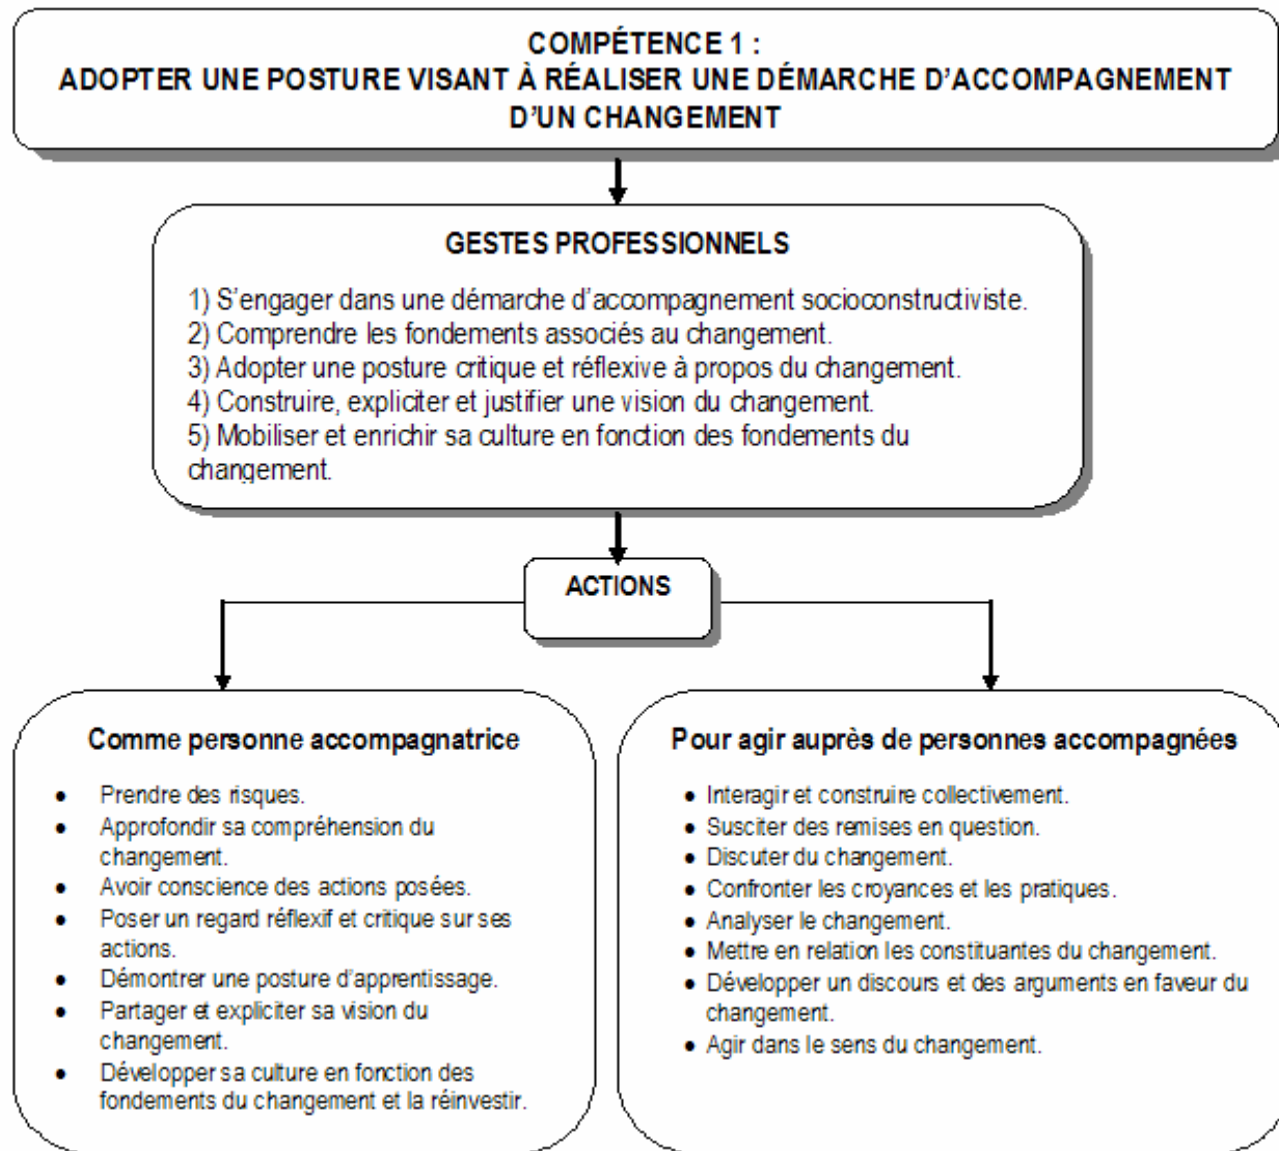 COMPÉTENCE 1 :
ADOPTER UNE POSTURE VISANT À RÉALISER UNE DÉMARCHE D'ACCOMPAGNEMENT
D'UN CHANGEMENT
GESTES PROFESSIONNELS
1) S'engager dans une démarche d'accompagnement socioconstructiviste.
2) Comprendre les fondements associés au changement.
3) Adopter une posture critique et réflexive à propos du changement.
4) Construire, expliciter et justifier une vision du changement.
5) Mobiliser et enrichir sa culture en fonction des fondements du
changement.
ACTIONS
Comme personne accompagnatrice
• Prendre des risques.
• Approfondir sa compréhension du
changement.
• Avoir conscience des actions posées.
• Poser un regard réflexif et critique sur ses
actions.
• Démontrer une posture d'apprentissage.
• Partager et expliciter sa vision du
changement.
• Développer sa culture en fonction des
fondements du changement et la réinvestir.
Pour agir auprès de personnes accompagnées
• Interagir et construire collectivement.
• Susciter des remises en question.
• Discuter du changement.
• Confronter les croyances et les pratiques.
• Analyser le changement.
• Mettre en relation les constituantes du changement.
• Développer un discours et des arguments en faveur du
changement.
• Agir dans le sens du changement.